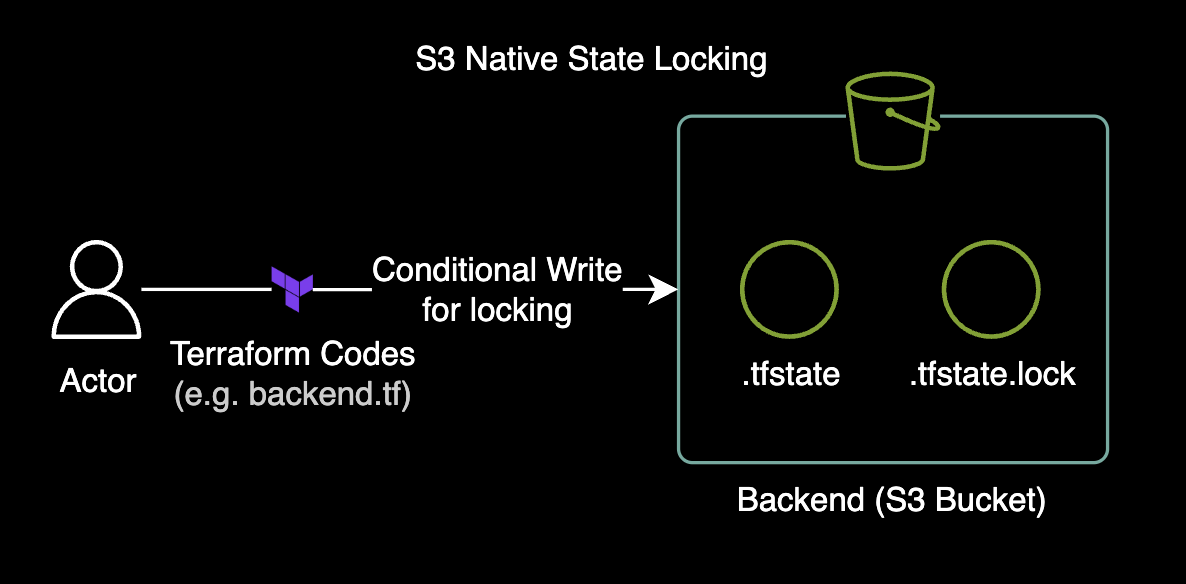 S3 Native State Locking
Conditional Write
for locking
Terraform Codes
(e.g. backend.tf)
Actor
.tfstate
.tfstate.lock
Backend (S3 Bucket)